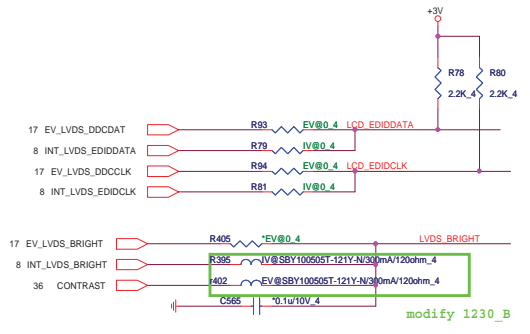 +3V
R78 R80
2.2K_4 2.2K_4
17 EV_LVDS_DDCDAT R93 EV@0_4 LCD_EDIDDATA
8 INT_LVDS_EDIDDATA R79 IV@0_4
17 EV_LVDS_DDCCLK R94 EV@0_4 LCD_EDIDCLK
8 INT_LVDS_EDIDCLK R81 IV@0_4
17 EV_LVDS_BRIGHT R405 *EV@0_4 LVDS_BRIGHT
8 INT_LVDS_BRIGHT R395 IV@SBY100505T-121Y-N/300mA/120ohm_4
36 CONTRAST r402 EV@SBY100505T-121Y-N/300mA/120ohm_4
C565 *0.1u/10V_4
modify 1230_B